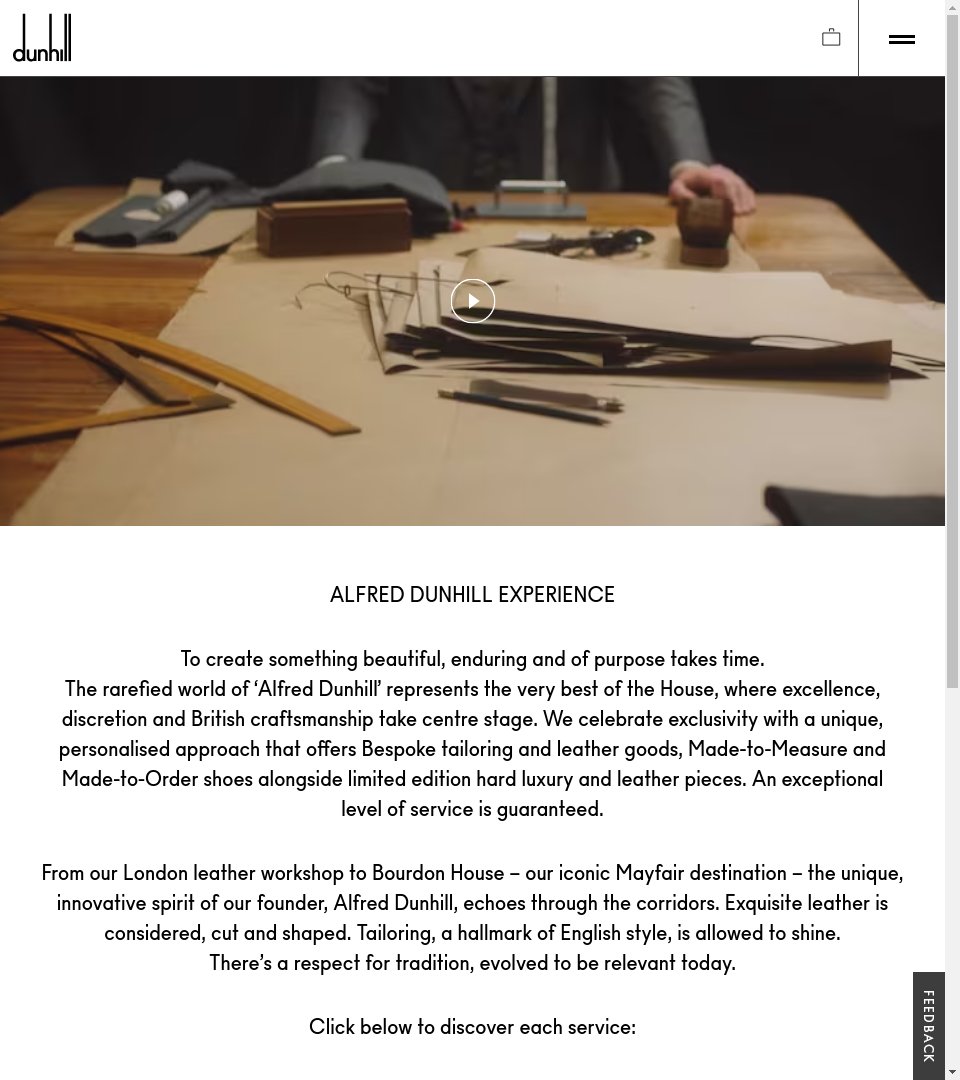 dunhill
ALFRED DUNHILL EXPERIENCE
To create something beautiful, enduring and of purpose takes time.
The rarefied world of ‘Alfred Dunhill’ represents the very best of the House, where excellence,
discretion and British craftsmanship take centre stage. We celebrate exclusivity with a unique,
personalised approach that offers Bespoke tailoring and leather goods, Made-to-Measure and
Made-to-Order shoes alongside limited edition hard luxury and leather pieces. An exceptional
level of service is guaranteed.
From our London leather workshop to Bourdon House – our iconic Mayfair destination – the unique,
innovative spirit of our founder, Alfred Dunhill, echoes through the corridors. Exquisite leather is
considered, cut and shaped. Tailoring, a hallmark of English style, is allowed to shine.
There’s a respect for tradition, evolved to be relevant today.
Click below to discover each service:
FEEDBACK